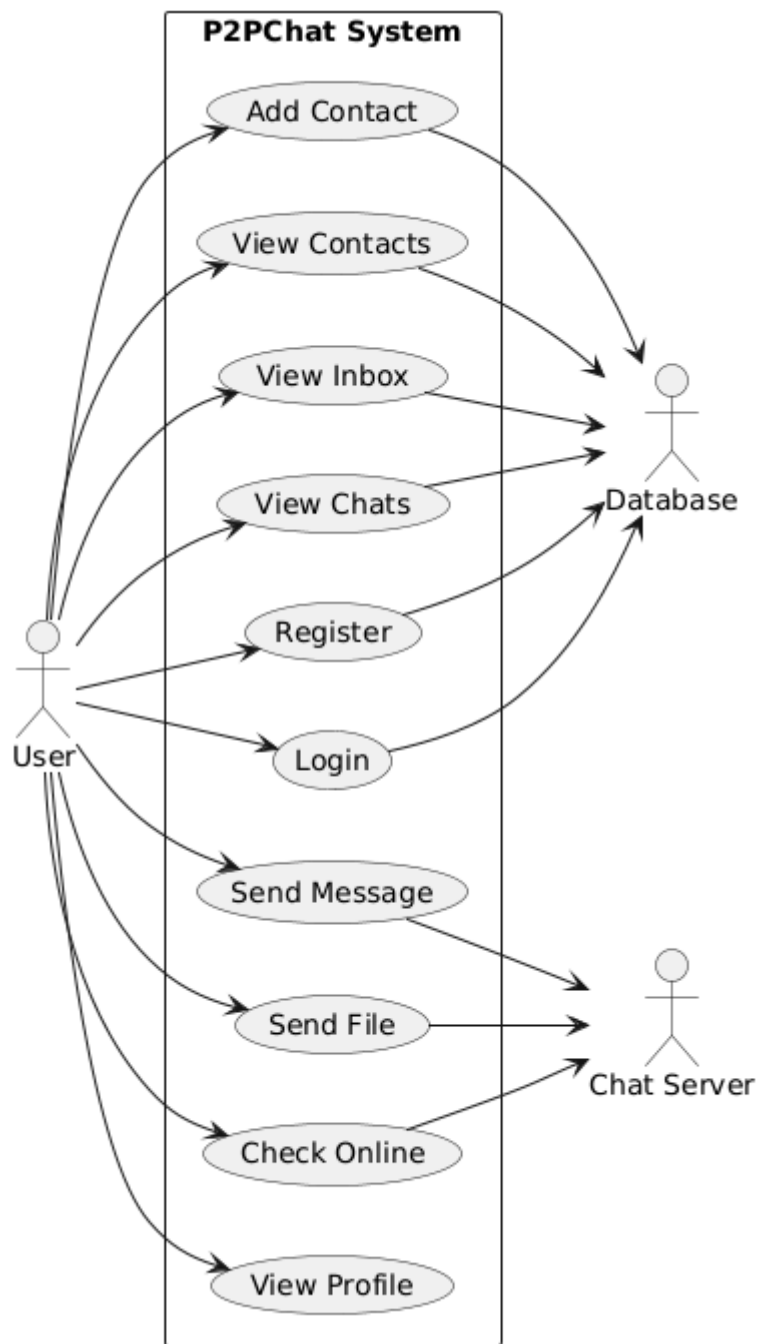 P2PChat System
Add Contact
View Contacts
View Inbox
View Chats
Database
Register
User
Login
Send Message
Send File
Chat Server
Check Online
View Profile